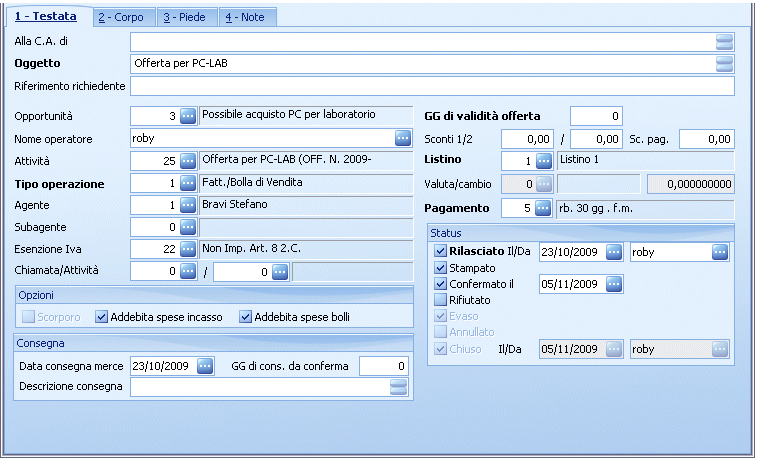 1 - Testata 2 - Corpo 3 - Piede 4 - Note
Alla C.A. di
Oggetto Offerta per PC-LAB
Riferimento richiedente
Opportunità 3 Possibile acquisto PC per laboratorio
Nome operatore roby
Attività 25 Offerta per PC-LAB (OFF. N. 2009-
Tipo operazione 1 Fatt./Bolla di Vendita
Agente 1 Bravi Stefano
Subagente 0
Esenzione Iva 22 Non Imp. Art. 8 2.C.
Chiamata/Attività 0 / 0
Opzioni
Scorporo Addebita spese incasso Addebita spese bolli
Consegna
Data consegna merce 23/10/2009 GG di cons. da conferma 0
Descrizione consegna
GG di validità offerta 0
Sconti 1/2 0,00 / 0,00 Sc. pag. 0,00
Listino 1 Listino 1
Valuta/cambio 0 0,000000000
Pagamento 5 rb. 30 gg . f.m.
Status
Rilasciato Il/Da 23/10/2009 roby
Stampato
Confermato il 05/11/2009
Rifiutato
Evaso
Annullato
Chiuso Il/Da 05/11/2009 roby